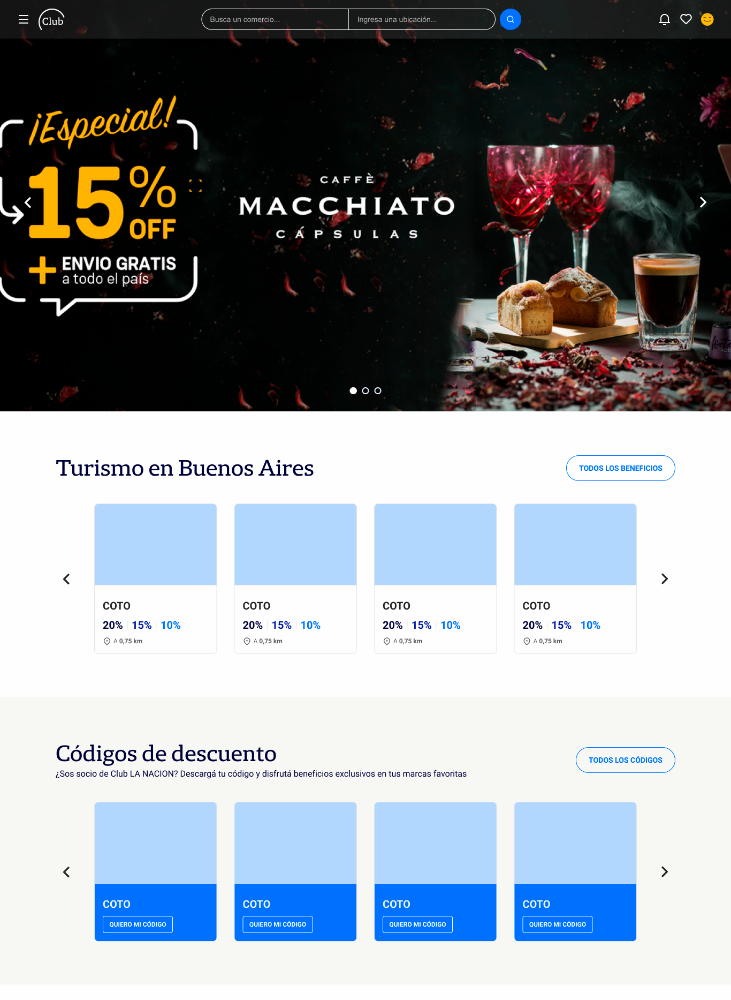 Club
Busca un comercio...
Ingresa una ubicación...
¡Especial!
15%
OFF
+ ENVIO GRATIS
a todo el país
CAFFÈ
MACCHIATO
CÁPSULAS
Turismo en Buenos Aires
TODOS LOS BENEFICIOS
COTO
20% 15% 10%
A 0,75 km
COTO
20% 15% 10%
A 0,75 km
COTO
20% 15% 10%
A 0,75 km
COTO
20% 15% 10%
A 0,75 km
Códigos de descuento
¿Sos socio de Club LA NACION? Descargá tu código y disfrutá beneficios exclusivos en tus marcas favoritas
TODOS LOS CÓDIGOS
COTO
QUIERO MI CÓDIGO
COTO
QUIERO MI CÓDIGO
COTO
QUIERO MI CÓDIGO
COTO
QUIERO MI CÓDIGO